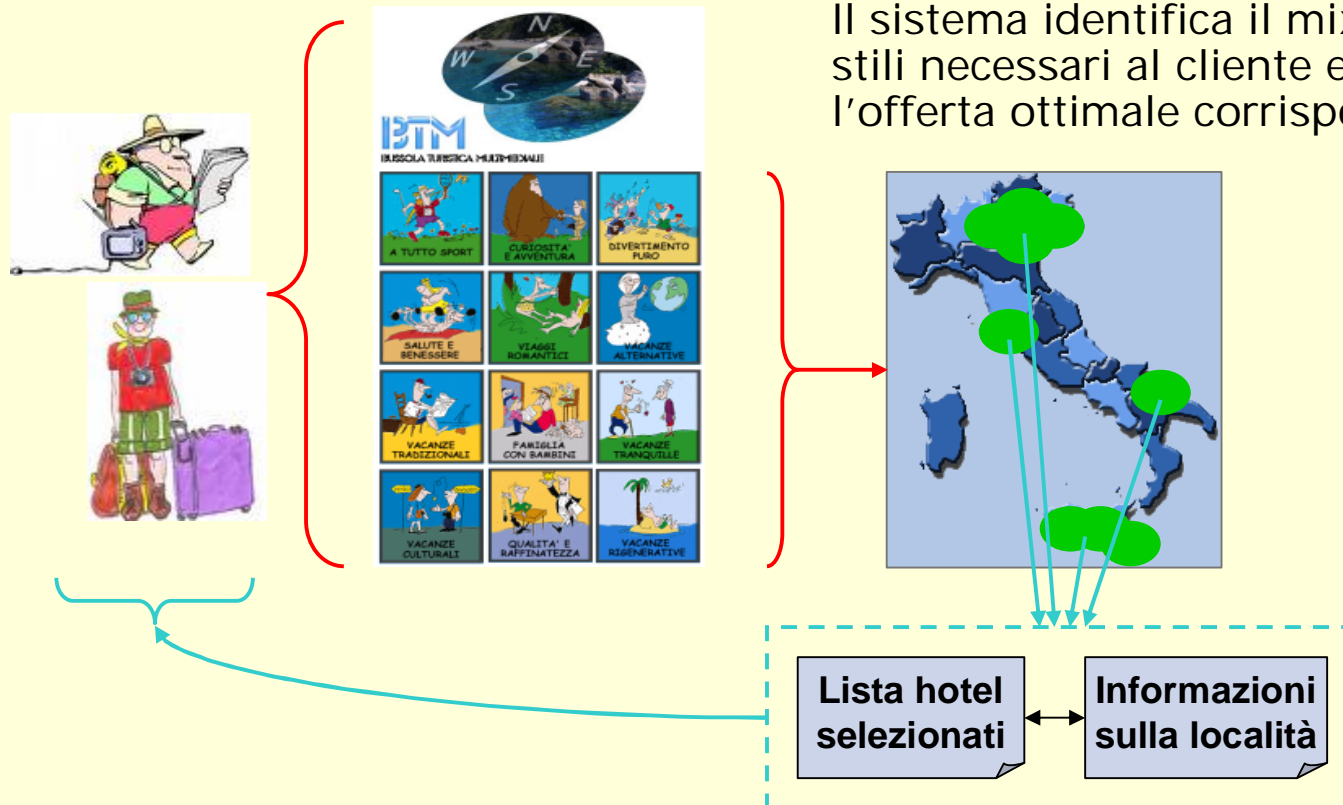 Il sistema identifica il mix
stili necessari al cliente e
l'offerta ottimale corrispo
N
W E
S
BTM
BUSSOLA TURISTICA MULTIMEDIALE
A TUTTO SPORT
CURIOSITA'
E AVVENTURA
DIVERTIMENTO
PURO
SALUTE E
BENESSERE
VIAGGI
ROMANTICI
VACANZE
ALTERNATIVE
VACANZE
TRADIZIONALI
FAMIGLIA
CON BAMBINI
VACANZE
TRANQUILLE
VACANZE
CULTURALI
QUALITA' E
RAFFINATEZZA
VACANZE
RIGENERATIVE
Lista hotel
selezionati
Informazioni
sulla località